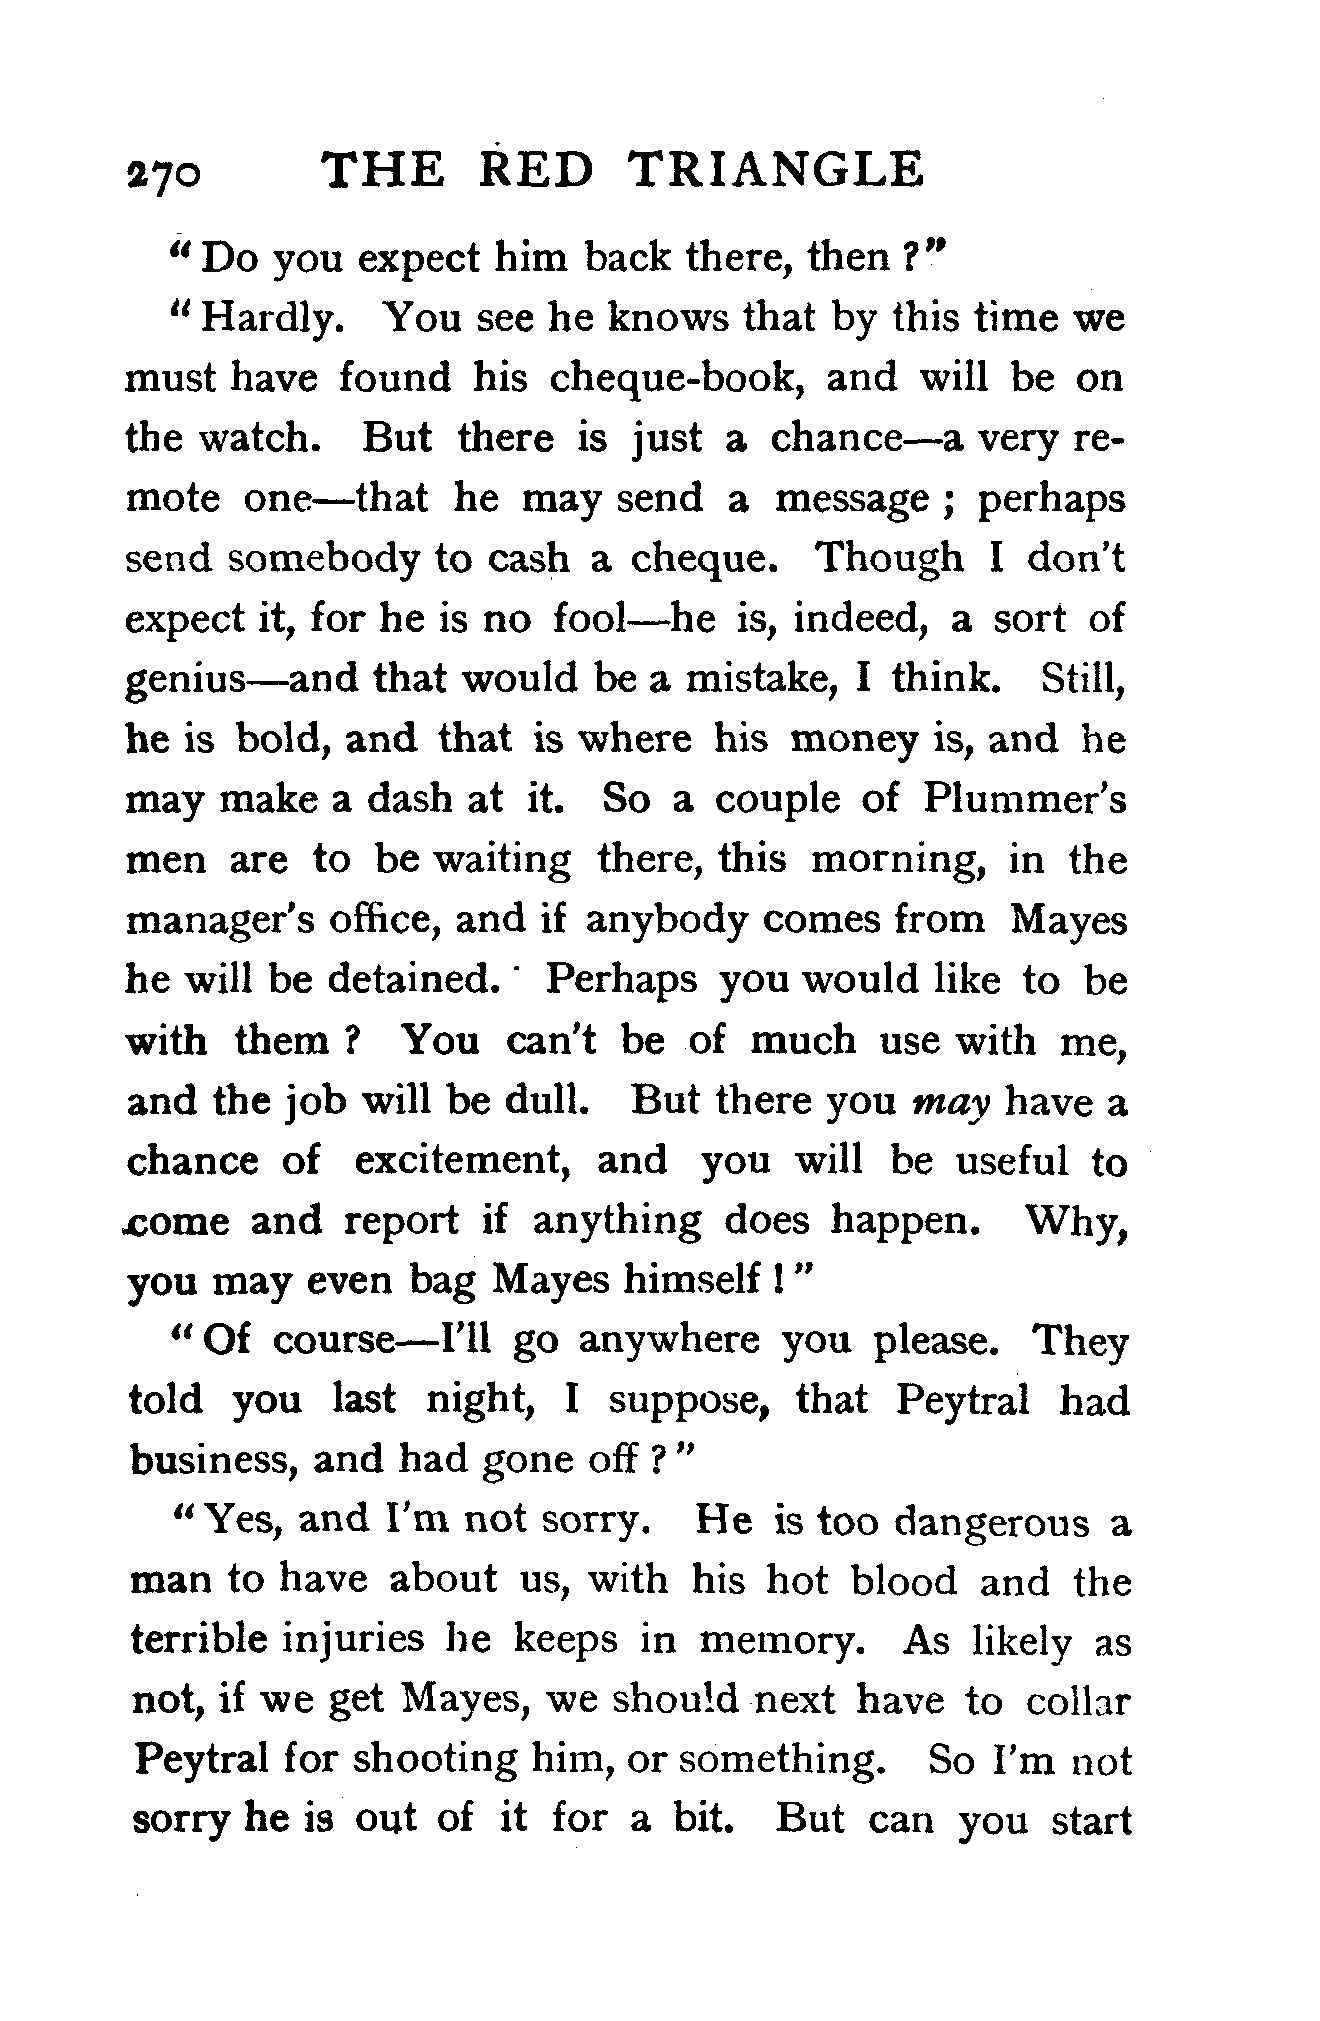 270 THE RED TRIANGLE
“Do you expect him back there, then?”
“Hardly. You see he knows that by this time we
must have found his cheque-book, and will be on
the watch. But there is just a chance—a very re-
mote one—that he may send a message; perhaps
send somebody to cash a cheque. Though I don't
expect it, for he is no fool—he is, indeed, a sort of
genius—and that would be a mistake, I think. Still,
he is bold, and that is where his money is, and he
may make a dash at it. So a couple of Plummer's
men are to be waiting there, this morning, in the
manager's office, and if anybody comes from Mayes
he will be detained. Perhaps you would like to be
with them? You can't be of much use with me,
and the job will be dull. But there you may have a
chance of excitement, and you will be useful to
come and report if anything does happen. Why,
you may even bag Mayes himself!”
“Of course—I'll go anywhere you please. They
told you last night, I suppose, that Peytral had
business, and had gone off?”
“Yes, and I'm not sorry. He is too dangerous a
man to have about us, with his hot blood and the
terrible injuries he keeps in memory. As likely as
not, if we get Mayes, we should next have to collar
Peytral for shooting him, or something. So I'm not
sorry he is out of it for a bit. But can you start